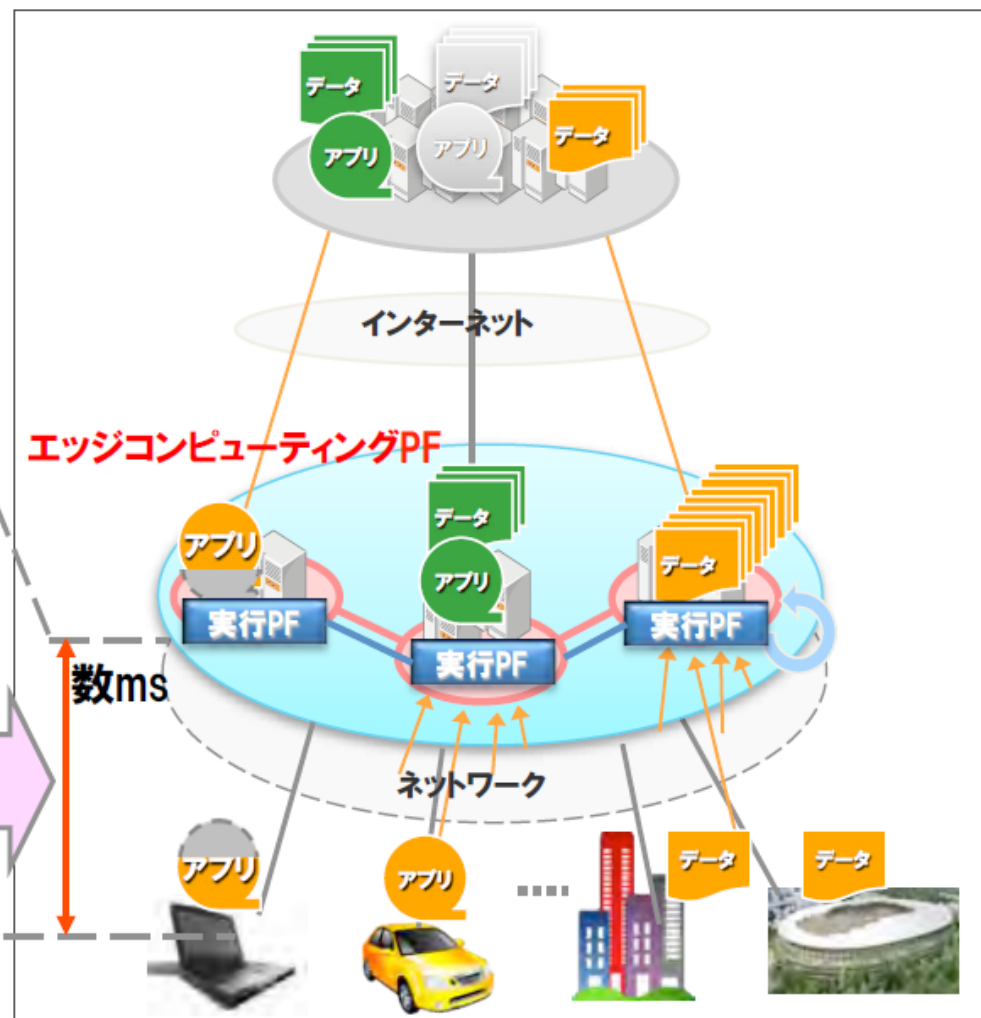 データ
データ
データ
アプリ
アプリ
インターネット
エッジコンピューティングPF
データ
アプリ
アプリ
データ
実行PF
実行PF
実行PF
数ms
ネットワーク
アプリ
アプリ
データ
データ